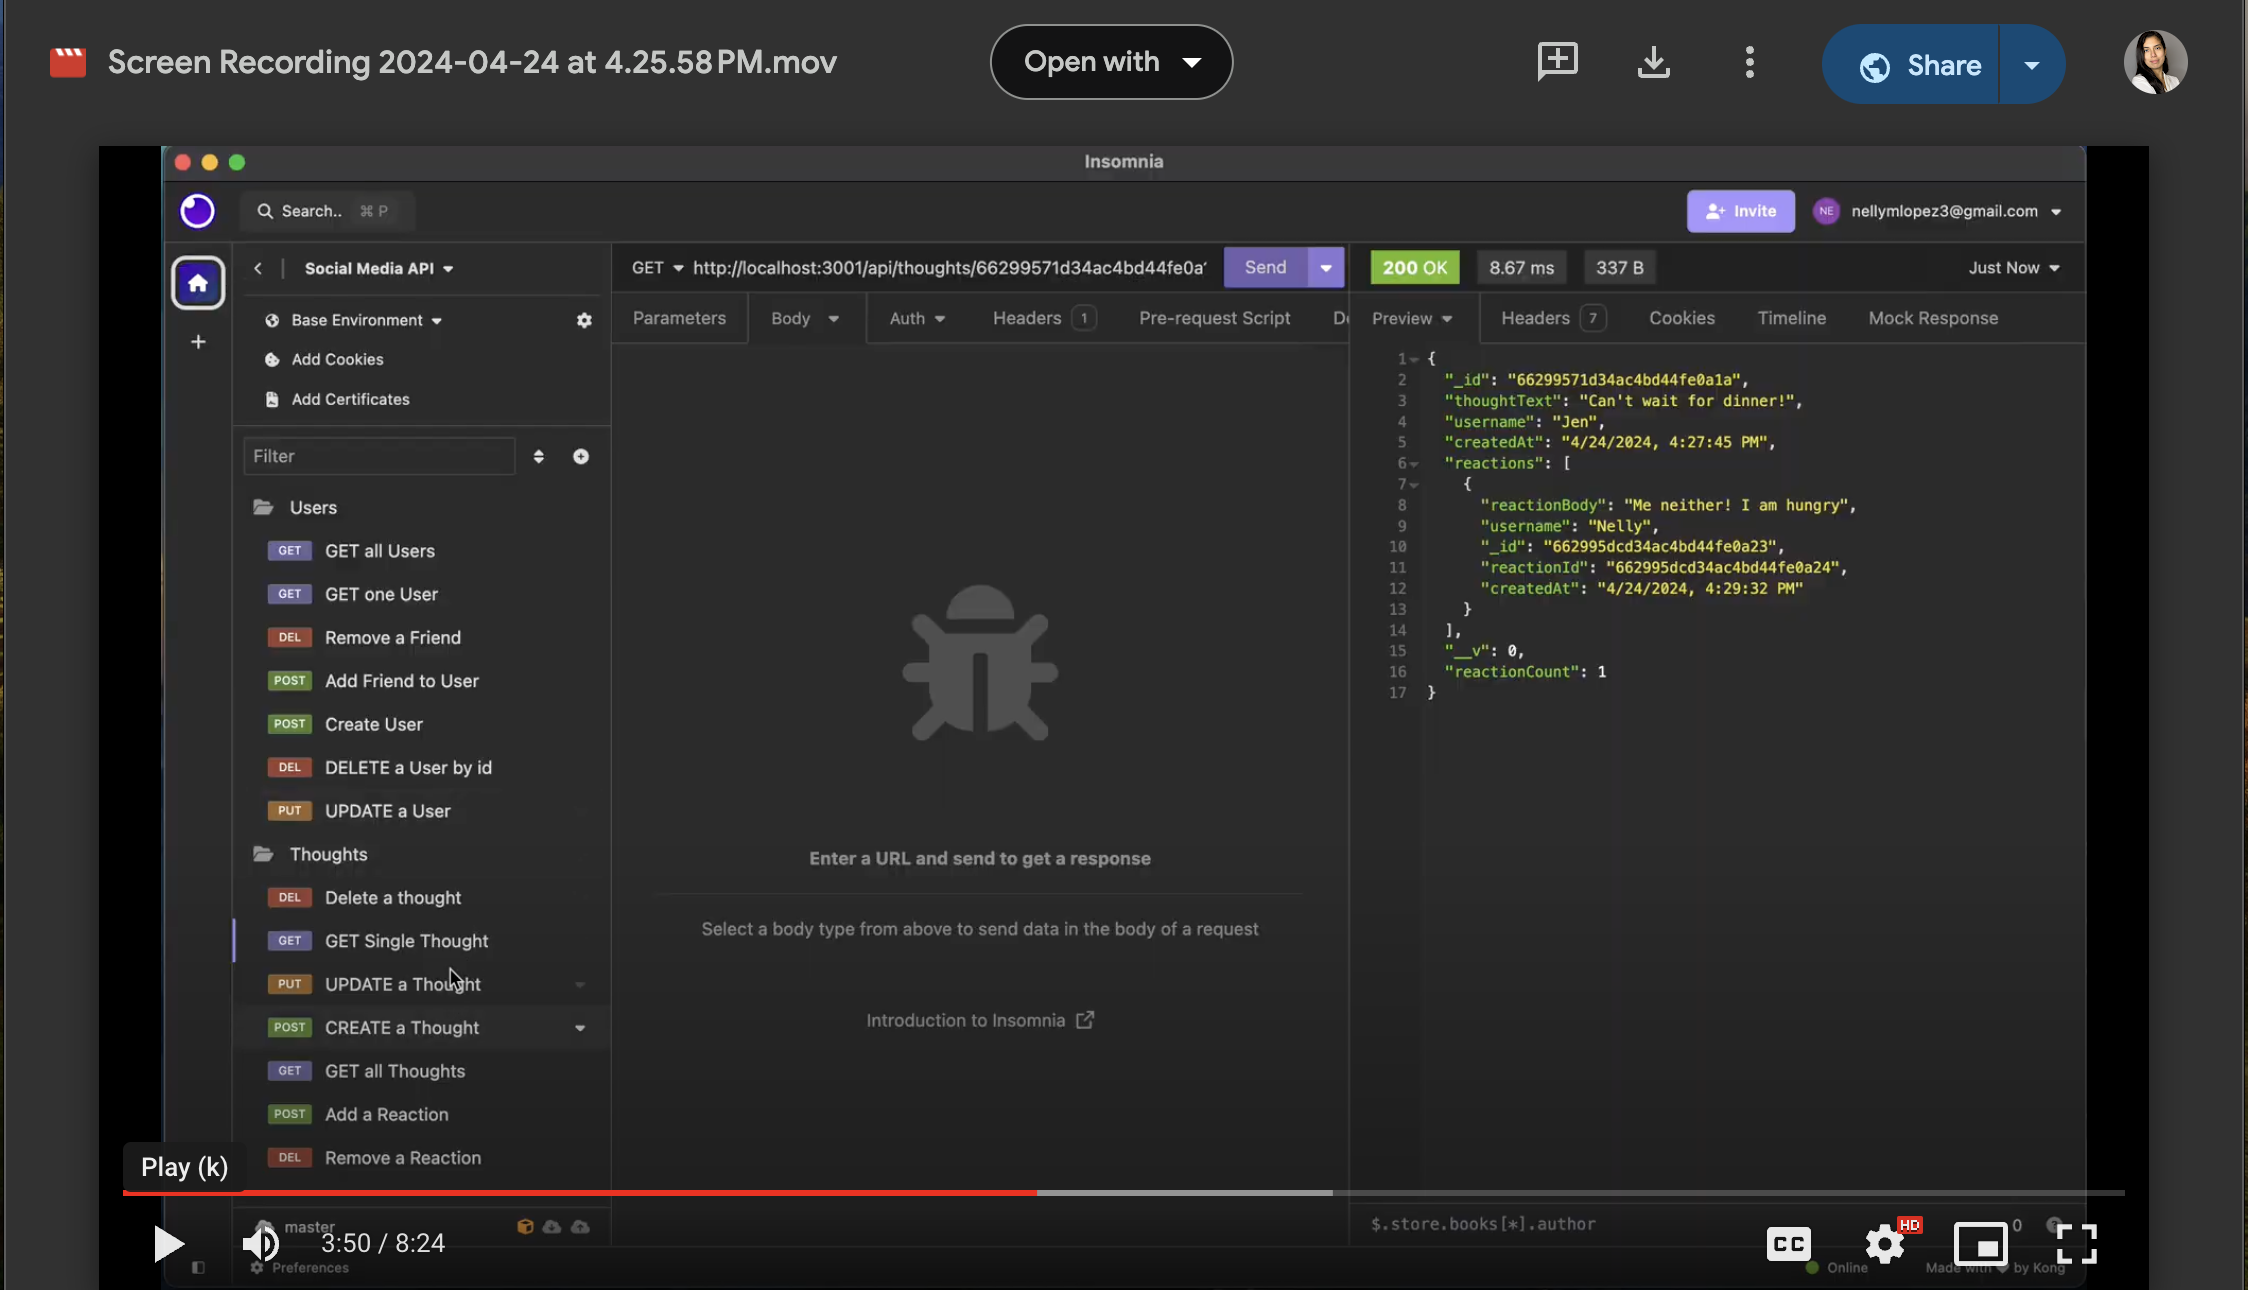 Screen Recording 2024-04-24 at 4.25.58 PM.mov
Open with
Share
Insomnia
Search.. ⌘ P
Invite
NE
nellymlopez3@gmail.com
Social Media API
GET http://localhost:3001/api/thoughts/66299571d34ac4bd44fe0a
Send
200 OK
8.67 ms
337 B
Just Now
Base Environment
Add Cookies
Add Certificates
Parameters
Body
Auth
Headers 1
Pre-request Script
Preview
Headers 7
Cookies
Timeline
Mock Response
Filter
Users
GET GET all Users
GET GET one User
DEL Remove a Friend
POST Add Friend to User
POST Create User
DEL DELETE a User by id
PUT UPDATE a User
Thoughts
DEL Delete a thought
GET GET Single Thought
PUT UPDATE a Thought
POST CREATE a Thought
GET GET all Thoughts
POST Add a Reaction
DEL Remove a Reaction
Enter a URL and send to get a response
Select a body type from above to send data in the body of a request
Introduction to Insomnia
1 {
2 "_id": "66299571d34ac4bd44fe0a1a",
3 "thoughtText": "Can't wait for dinner!",
4 "username": "Jen",
5 "createdAt": "4/24/2024, 4:27:45 PM",
6 "reactions": [
7 {
8 "reactionBody": "Me neither! I am hungry",
9 "username": "Nelly",
10 "_id": "662995dcd34ac4bd44fe0a23",
11 "reactionId": "662995dcd34ac4bd44fe0a24",
12 "createdAt": "4/24/2024, 4:29:32 PM"
13 }
14 ],
15 "__v": 0,
16 "reactionCount": 1
17 }
Play (k)
master
$.store.books[*].author
0
3:50 / 8:24
CC
HD
Preferences
Online
Made with by Kong